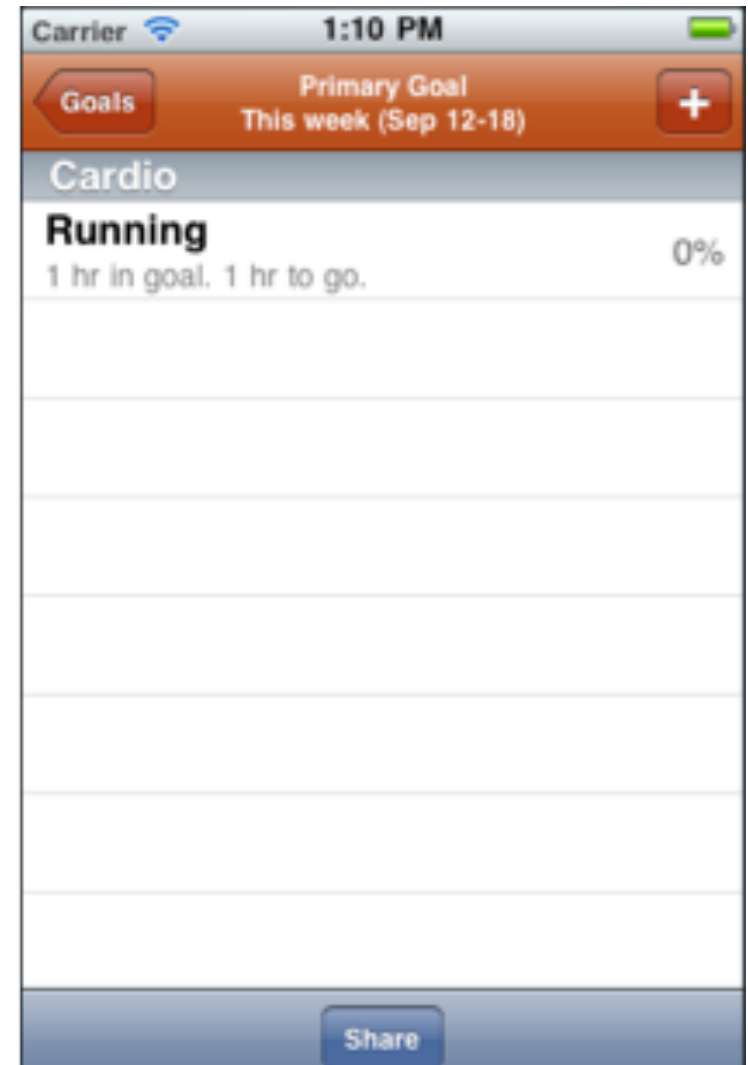 Carrier 1:10 PM
Goals
Primary Goal
This week (Sep 12-18)
+
Cardio
Running
0%
1 hr in goal. 1 hr to go.
Share